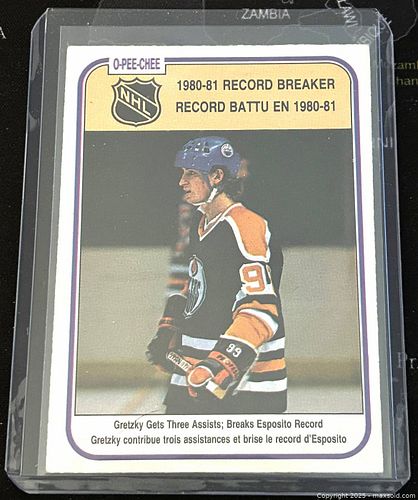 ZAMBIA
O-PEE-CHEE
NHL
1980-81 RECORD BREAKER
RECORD BATTU EN 1980-81
9
99
Gretzky Gets Three Assists; Breaks Esposito Record
Gretzky contribue trois assistances et brise le record d'Esposito
Copyright 2025 - maxsold.com